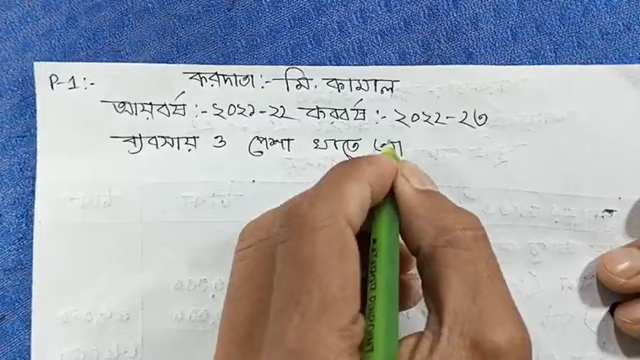 P-1:- করদাতা:- মি. কামাল
আয়বর্ষ:- ২০২১-২২ করবর্ষ:- ২০২২-২৩
ব্যবসায় ও পেশা খাতে